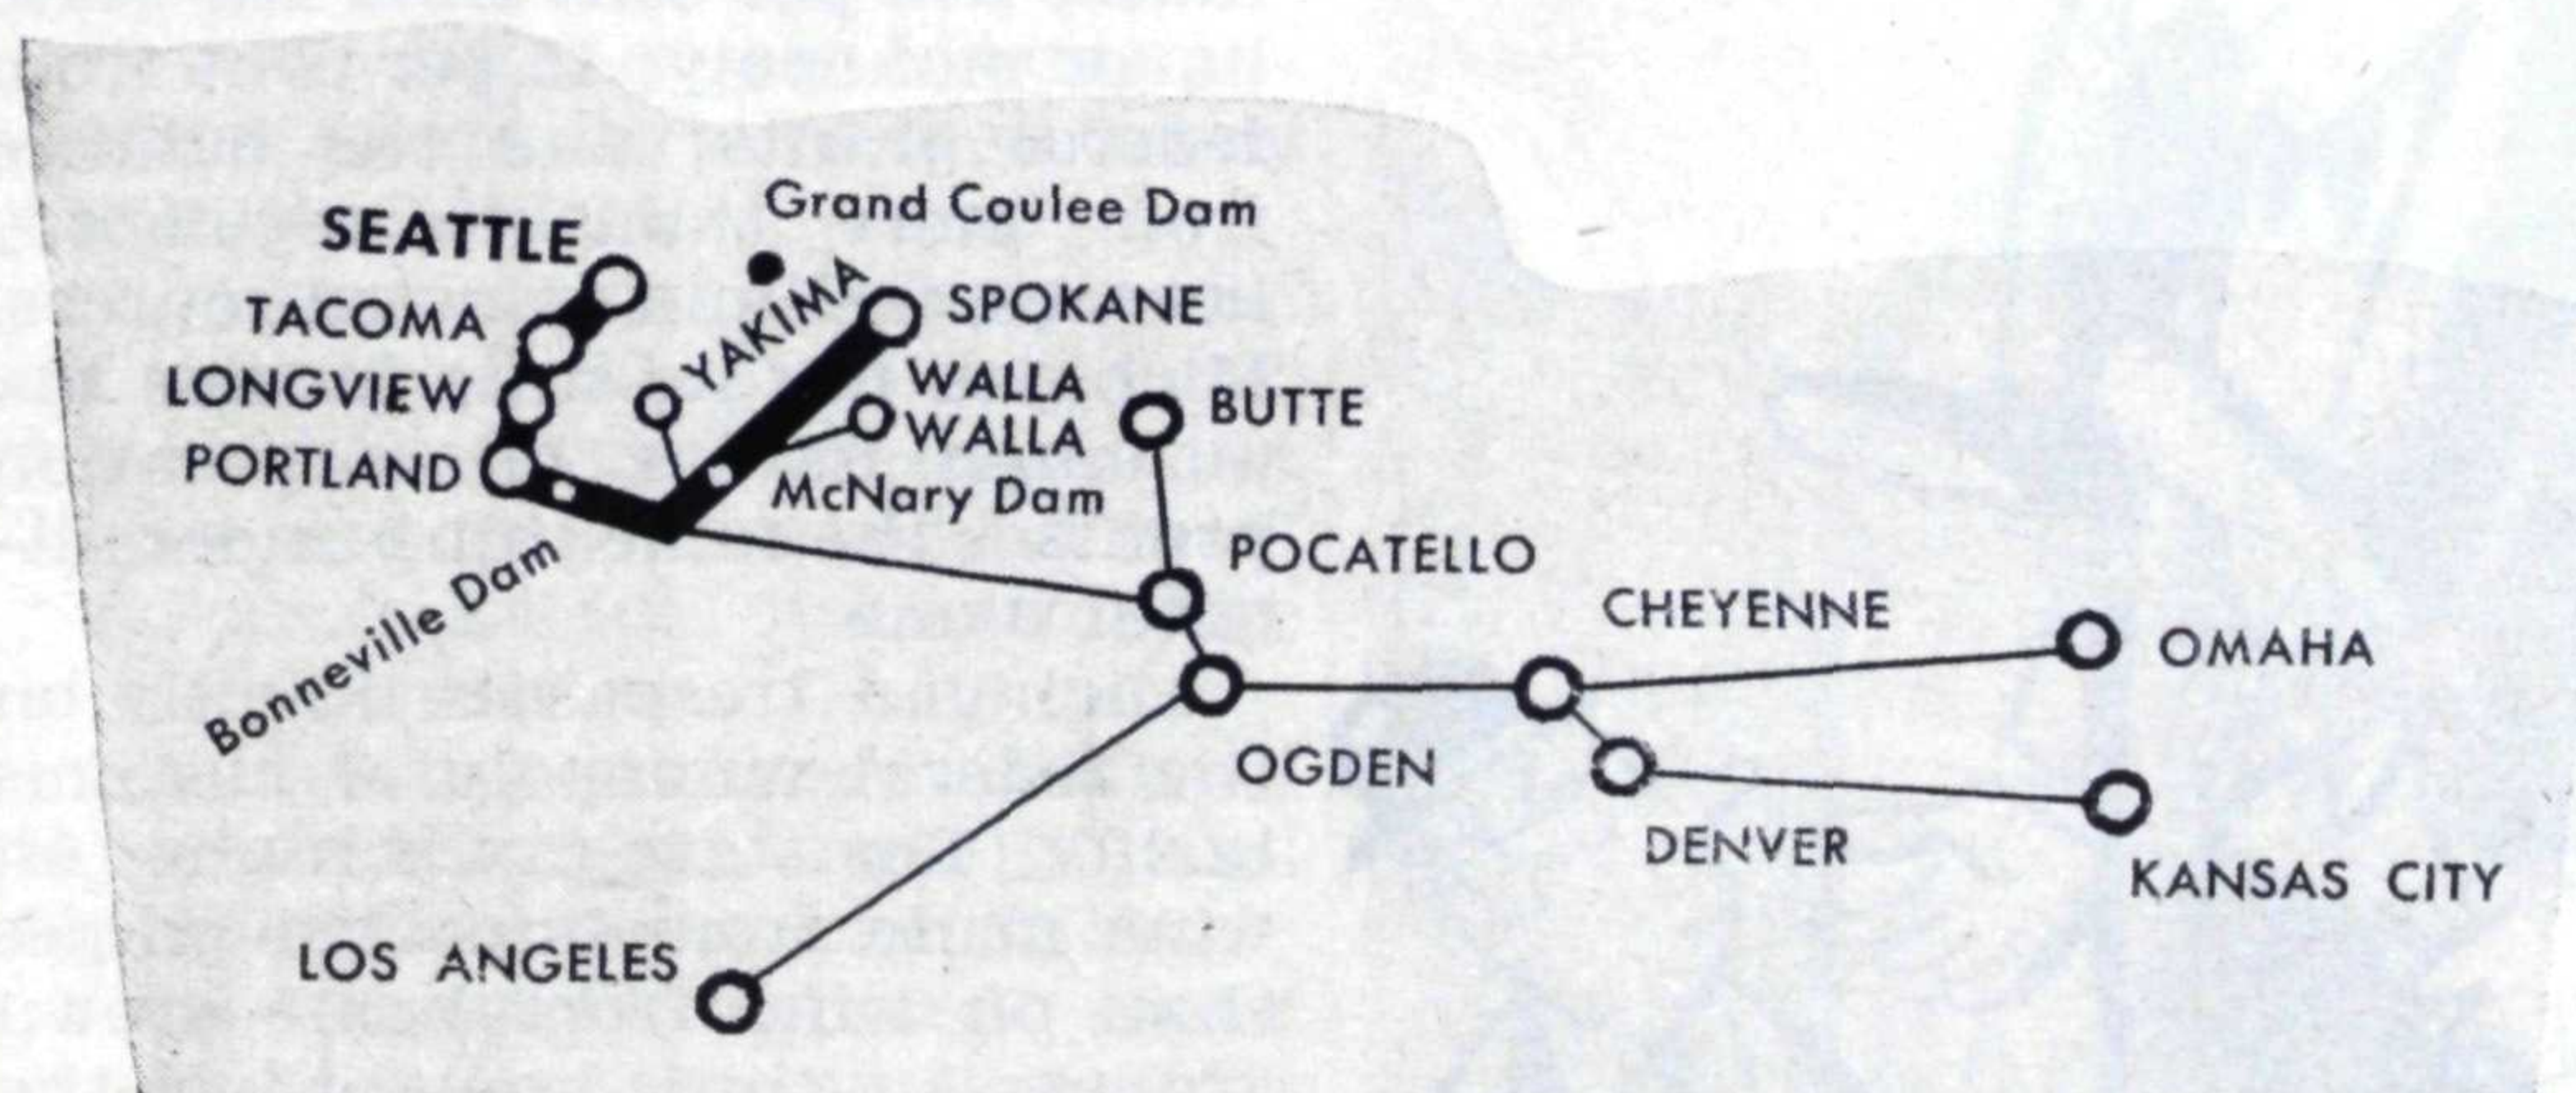 Grand Coulee Dam
SEATTLE
YAKIMA
SPOKANE
TACOMA
WALLA
WALLA
LONGVIEW
BUTTE
PORTLAND
McNary Dam
Bonneville Dam
POCATELLO
CHEYENNE
OMAHA
OGDEN
DENVER
KANSAS CITY
LOS ANGELES